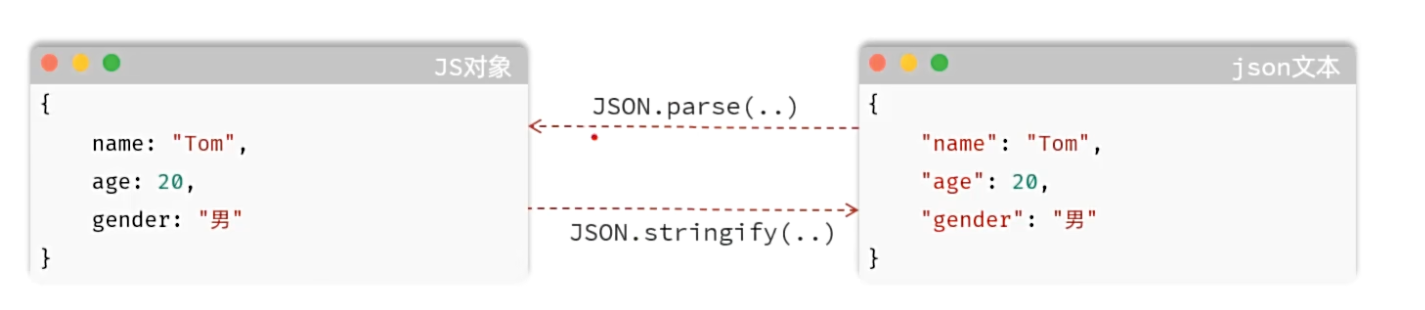 JS对象
{
name: "Tom",
age: 20,
gender: "男"
}
JSON.parse(..)
JSON.stringify(..)
json文本
{
"name": "Tom",
"age": 20,
"gender": "男"
}